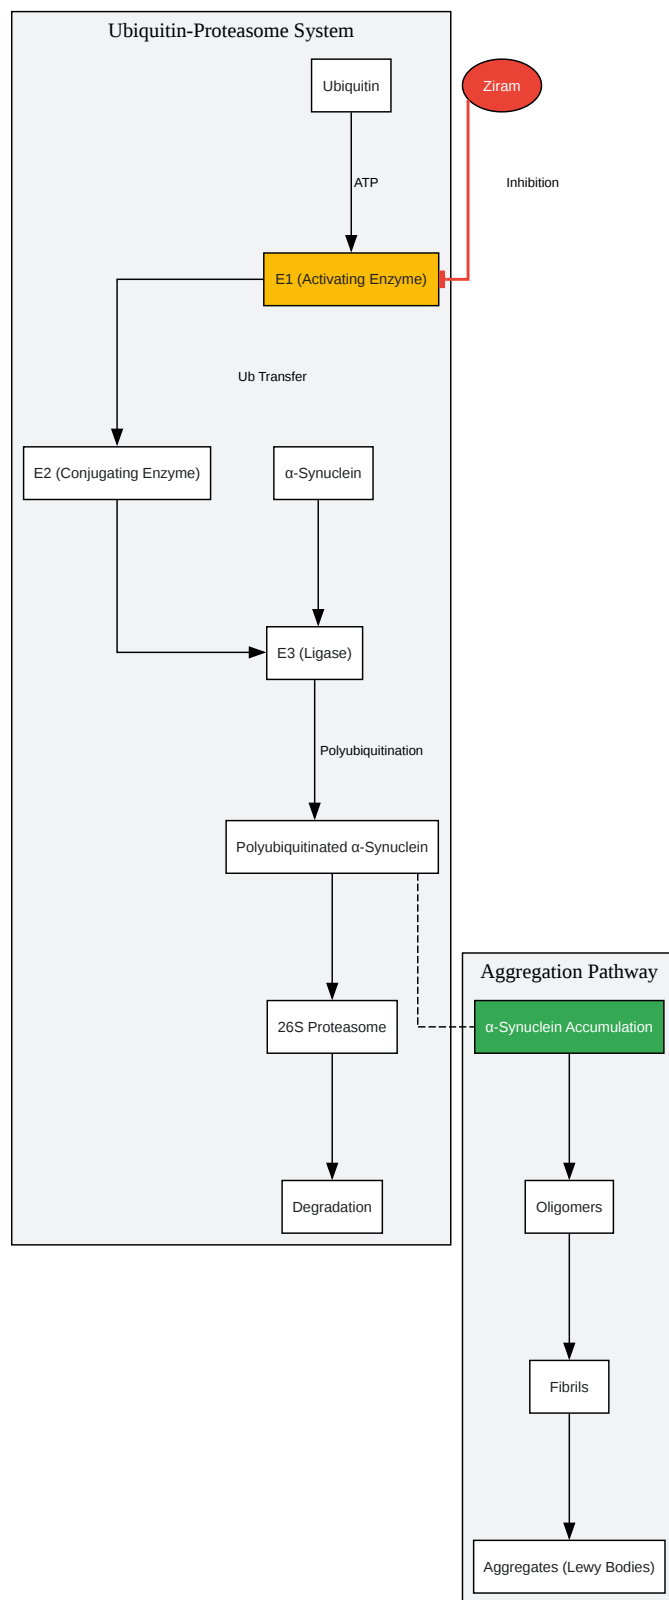 Ubiquitin-Proteasome System
Ubiquitin
Ziram
ATP
Inhibition
E1 (Activating Enzyme)
Ub Transfer
E2 (Conjugating Enzyme)
α-Synuclein
E3 (Ligase)
Polyubiquitination
Polyubiquitinated α-Synuclein
Aggregation Pathway
26S Proteasome
α-Synuclein Accumulation
Degradation
Oligomers
Fibrils
Aggregates (Lewy Bodies)